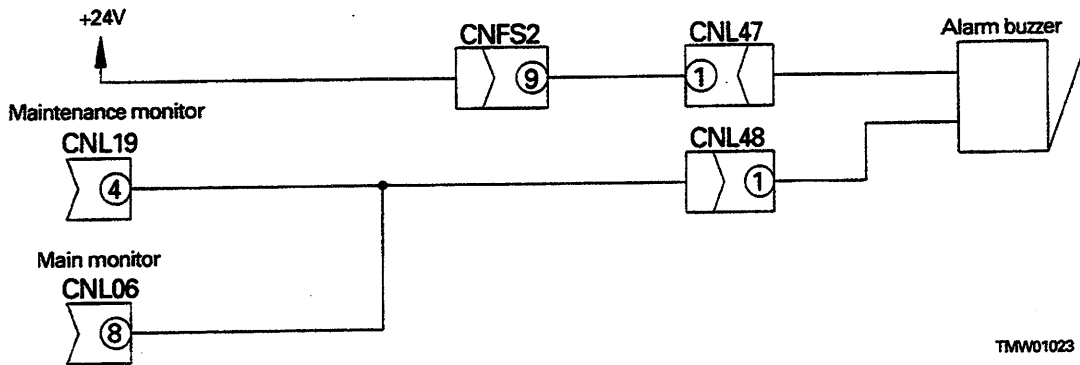 +24V
CNFS2
CNL47
Alarm buzzer
9
1
Maintenance monitor
CNL19
CNL48
4
1
Main monitor
CNL06
8
TMW01023